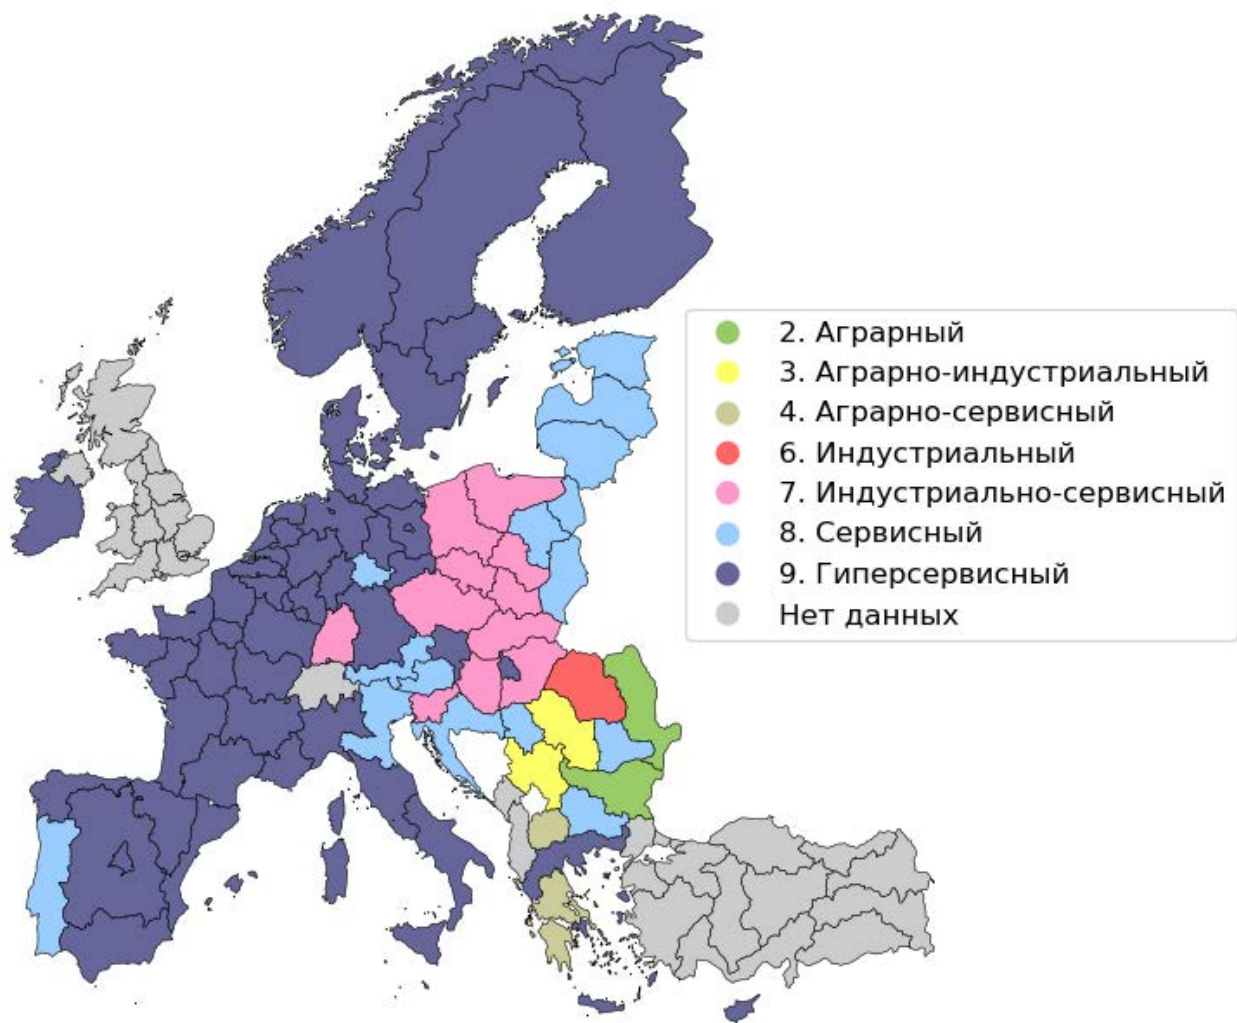 2. Аграрный
3. Аграрно-индустриальный
4. Аграрно-сервисный
6. Индустриальный
7. Индустриально-сервисный
8. Сервисный
9. Гиперсервисный
Нет данных